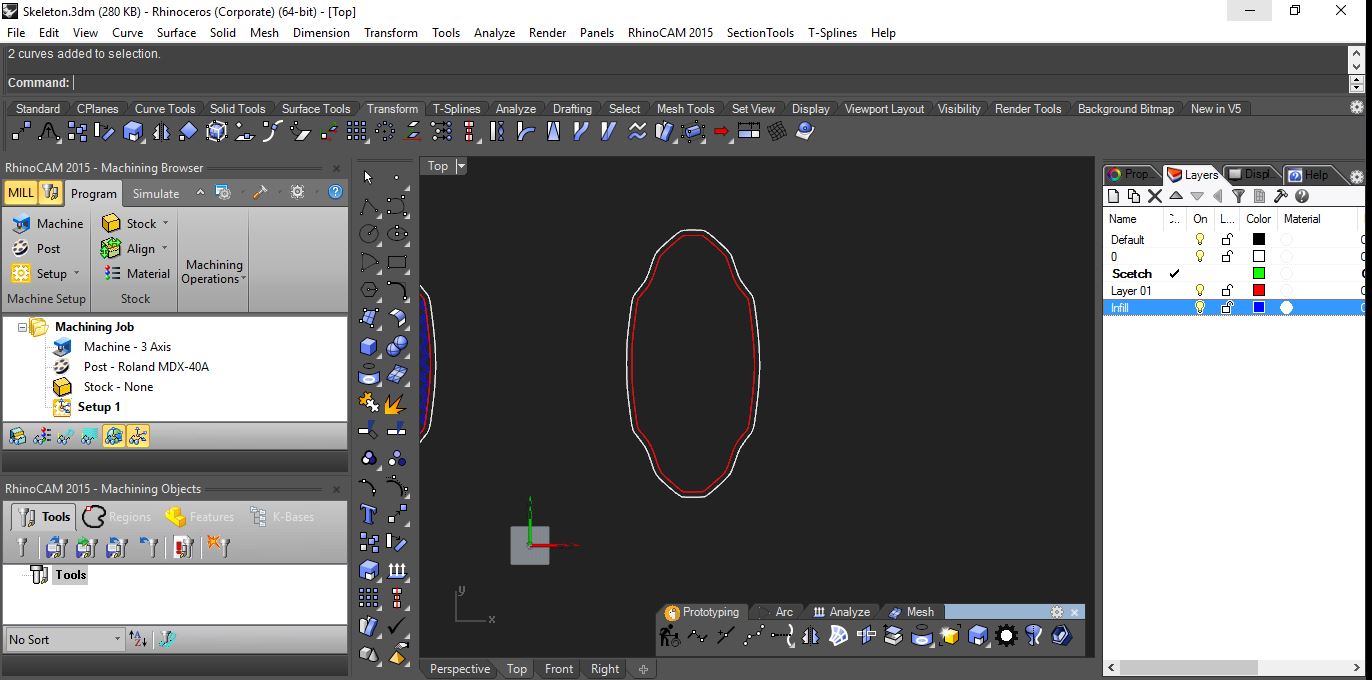 Skeleton.3dm (280 KB) - Rhinoceros (Corporate) (64-bit) - [Top]
File Edit View Curve Surface Solid Mesh Dimension Transform Tools Analyze Render Panels RhinoCAM 2015 SectionTools T-Splines Help
2 curves added to selection.
Command:
Standard CPlanes Curve Tools Solid Tools Surface Tools Transform T-Splines Analyze Drafting Select Mesh Tools Set View Display Viewport Layout Visibility Render Tools Background Bitmap New in V5
RhinoCAM 2015 - Machining Browser
MILL Program Simulate
Machine
Post
Setup
Machine Setup
Stock
Align
Material
Stock
Machining
Operations
Machining Job
Machine - 3 Axis
Post - Roland MDX-40A
Stock - None
Setup 1
RhinoCAM 2015 - Machining Objects
Tools Regions Features K-Bases
Tools
No Sort
Top
y
x
Prototyping Arc Analyze Mesh
Perspective Top Front Right
Prop... Layers Displ... Help
Name C... On L... Color Material
Default
0
Scetch
Layer 01
Infill